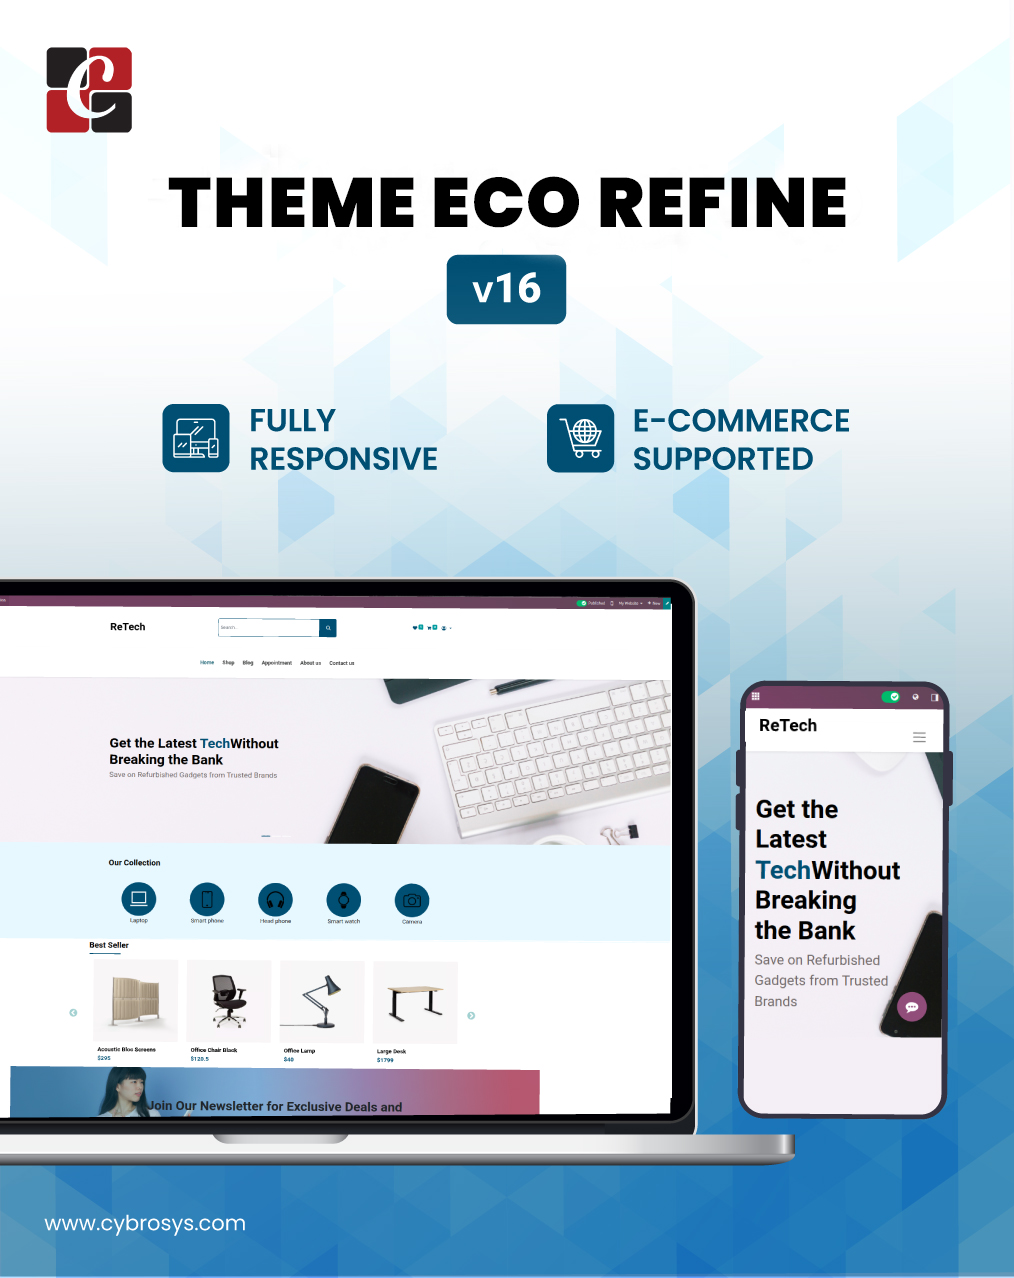 C
THEME ECO REFINE
v16
FULLY
RESPONSIVE
E-COMMERCE
SUPPORTED
Published My Website + New
ReTech
Search...
Home Shop Blog Appointment About us Contact us
Get the Latest TechWithout
Breaking the Bank
Save on Refurbished Gadgets from Trusted Brands
Our Collection
Laptop Smart phone Head phone Smart watch Camera
Best Seller
Acoustic Bloc Screens Office Chair Black Office Lamp Large Desk
$295 $120.5 $40 $1799
Join Our Newsletter for Exclusive Deals and
ReTech
Get the
Latest
TechWithout
Breaking
the Bank
Save on Refurbished
Gadgets from Trusted
Brands
www.cybrosys.com